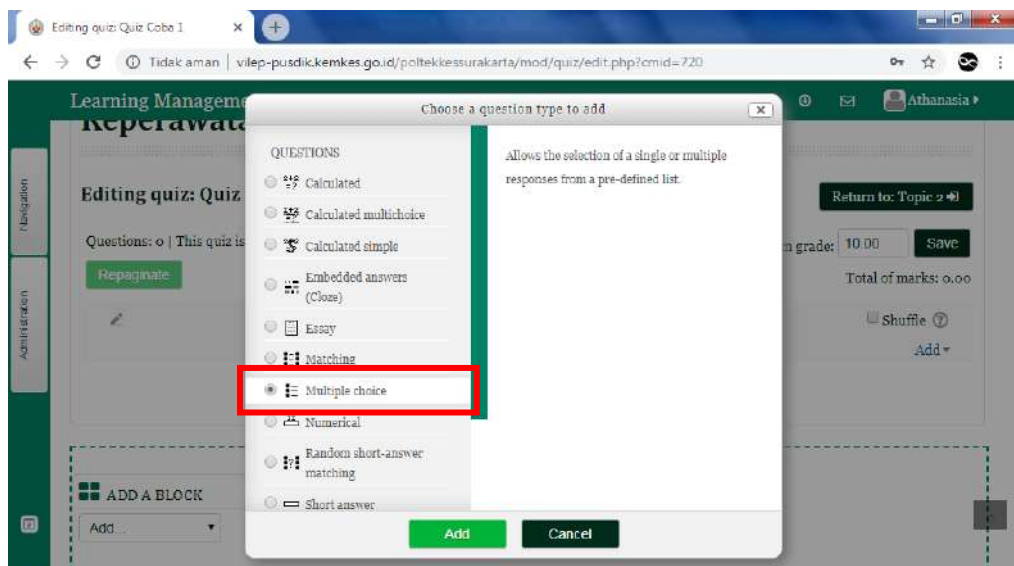 Editing quiz: Quiz Coba 1
Tidak aman | vilep-pusdik.kemkes.go.id/poltekkessurakarta/mod/quiz/edit.php?cmid=720
Learning Manageme
Athanasia
Keperawata
Navigation
Administration
Editing quiz: Quiz
Return to: Topic 2
Questions: 0 | This quiz is
n grade: 10.00 Save
Repaginate
Total of marks: 0.00
Shuffle
Add
ADD A BLOCK
Add...
Choose a question type to add
QUESTIONS
Calculated
Calculated multichoice
Calculated simple
Embedded answers
(Cloze)
Essay
Matching
Multiple choice
Numerical
Random short-answer
matching
Short answer
Allows the selection of a single or multiple
responses from a pre-defined list.
Add
Cancel